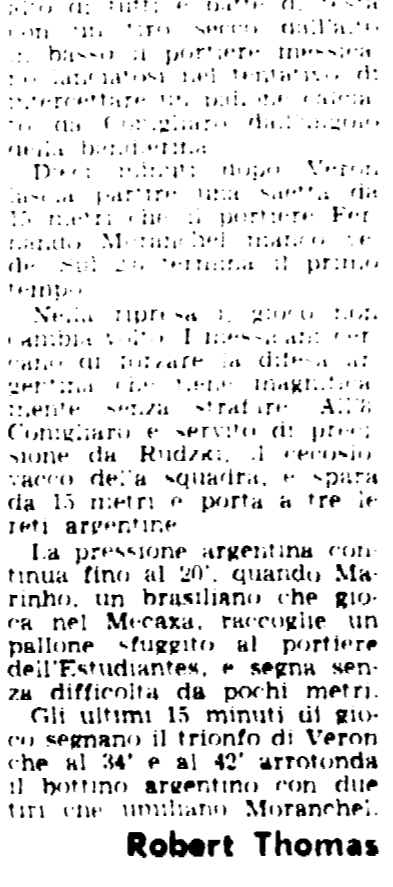 alto di tutti e batte di testa
con un tiro secco dall'alto
in basso il portiere messica
no lanciatosi nel tentativo di
intercettare un pallone calcia
to da Conigliaro dall'angolo
della bandierina
Dieci minuti dopo Veron
lascia partire una saetta da
15 metri che il portiere Fer
nando Moranchel manco ve
de. Sul 2-0 termina il primo
tempo
Nella ripresa il gioco non
cambia volto. I messicani cer
cano di forzare la difesa ar
gentina che tiene magnifica
mente senza strafare. All'8
Conigliaro e servito di preci
sione da Rudzki, il cecoslo
vacco della squadra, e spara
da 15 metri e porta a tre le
reti argentine
La pressione argentina con
tinua fino al 20', quando Ma-
rinho, un brasiliano che gio-
ca nel Mecaxa, raccoglie un
pallone sfuggito al portiere
dell'Estudiantes, e segna sen-
za difficolta da pochi metri.
Gli ultimi 15 minuti di gio-
co segnano il trionfo di Veron
che al 34' e al 42' arrotonda
il bottino argentino con due
tiri che umiliano Moranchel.
Robert Thomas